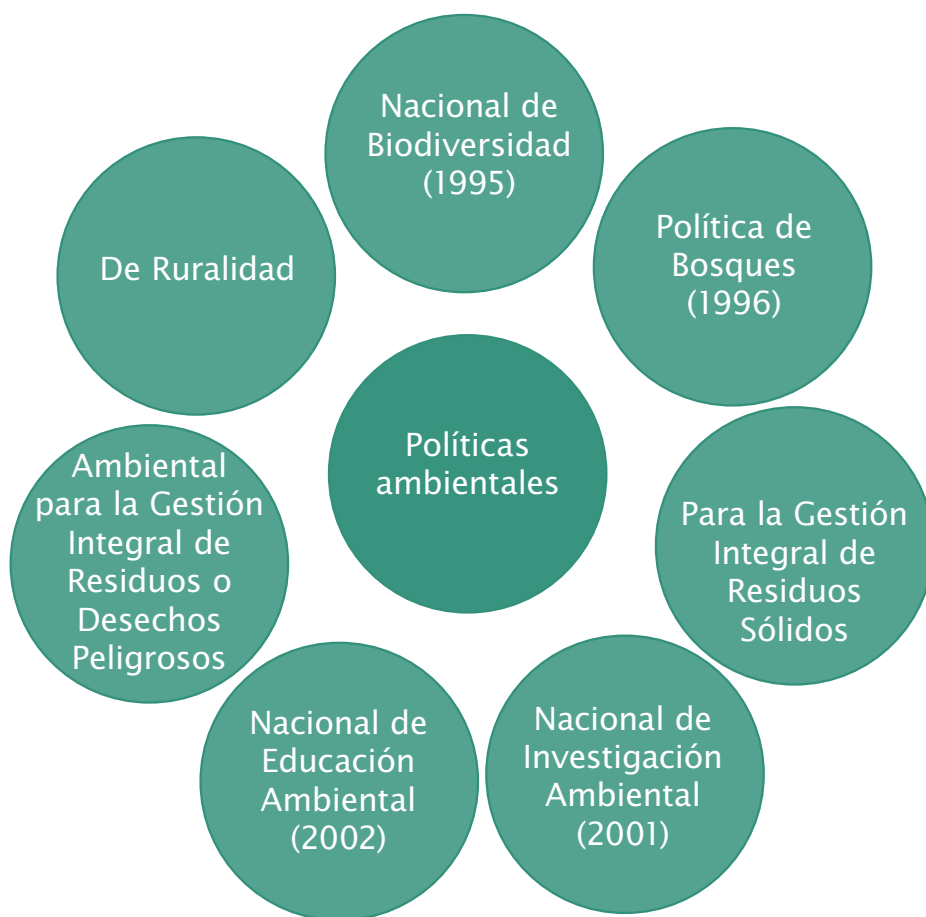 Nacional de
Biodiversidad
(1995)
Política de
Bosques
(1996)
Para la Gestión
Integral de
Residuos
Sólidos
Nacional de
Investigación
Ambiental
(2001)
Nacional de
Educación
Ambiental
(2002)
Ambiental
para la Gestión
Integral de
Residuos o
Desechos
Peligrosos
De Ruralidad
Políticas
ambientales